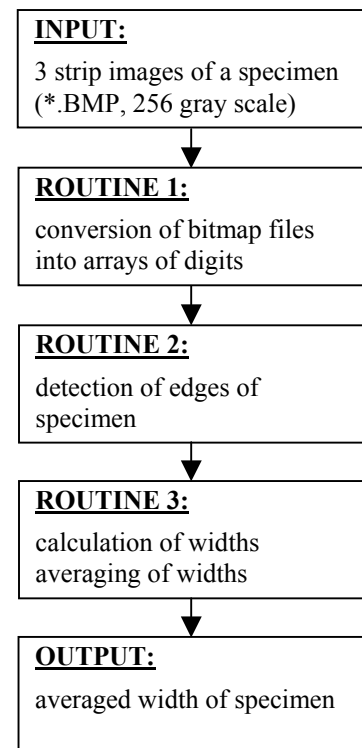 INPUT:
3 strip images of a specimen
(*.BMP, 256 gray scale)
ROUTINE 1:
conversion of bitmap files
into arrays of digits
ROUTINE 2:
detection of edges of
specimen
ROUTINE 3:
calculation of widths
averaging of widths
OUTPUT:
averaged width of specimen